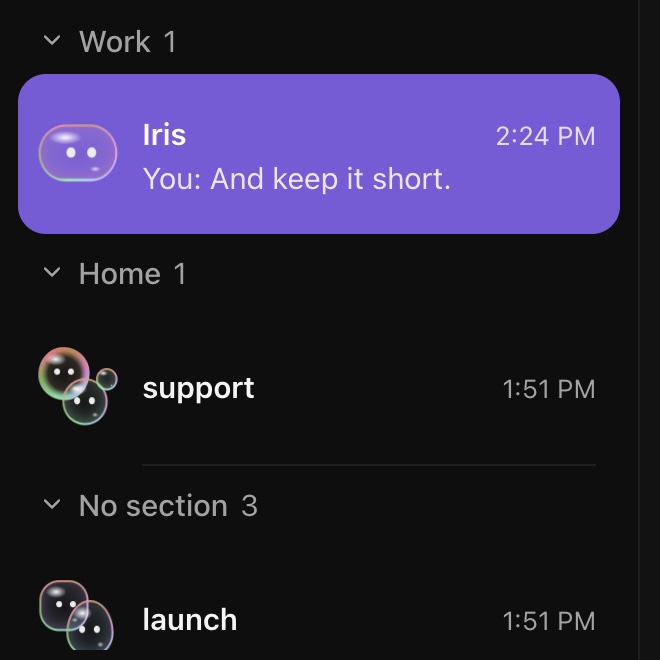 Work 1
Iris 2:24 PM
You: And keep it short.
Home 1
support 1:51 PM
No section 3
launch 1:51 PM